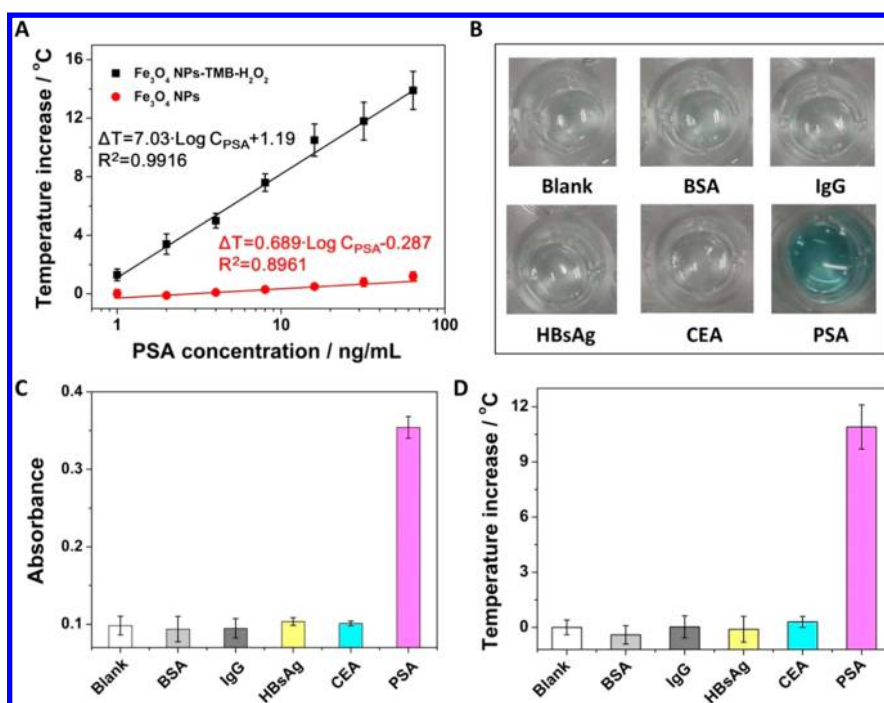 A
Temperature increase / °C
16
12
8
4
0
Fe₃O₄ NPs-TMB-H₂O₂
Fe₃O₄ NPs
ΔT=7.03·Log C_PSA+1.19
R²=0.9916
ΔT=0.689·Log C_PSA-0.287
R²=0.8961
1 10 100
PSA concentration / ng/mL
B
Blank BSA IgG
HBsAg CEA PSA
C
Absorbance
0.4
0.3
0.2
0.1
Blank BSA IgG HBsAg CEA PSA
D
Temperature increase / °C
12
9
6
3
0
Blank BSA IgG HBsAg CEA PSA